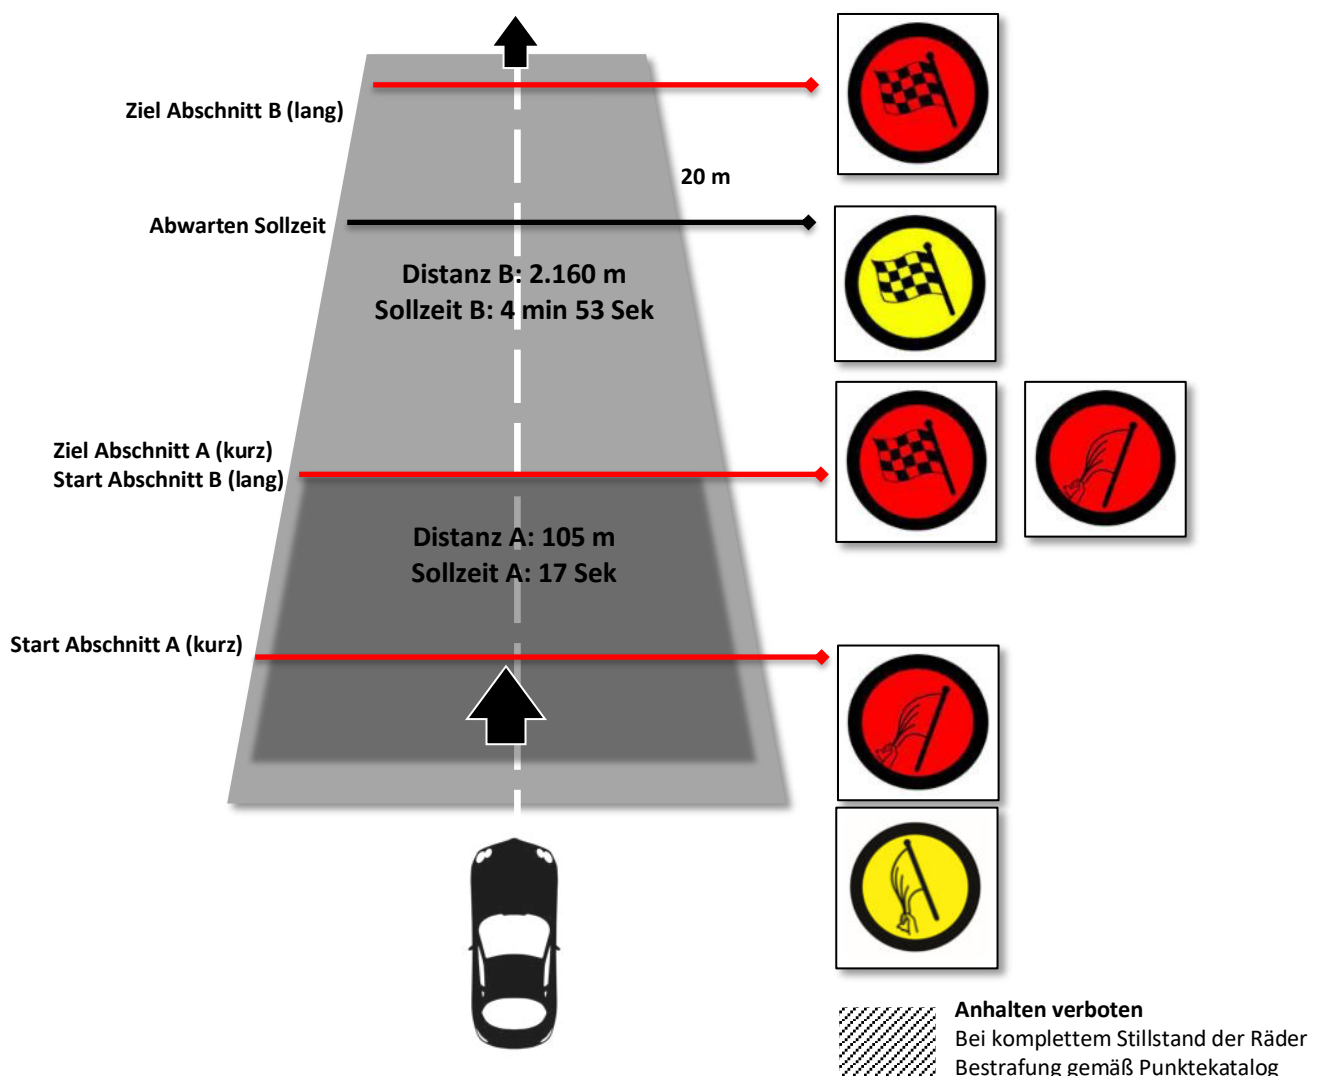 Ziel Abschnitt B (lang)
20 m
Abwarten Sollzeit
Distanz B: 2.160 m
Sollzeit B: 4 min 53 Sek
Ziel Abschnitt A (kurz)
Start Abschnitt B (lang)
Distanz A: 105 m
Sollzeit A: 17 Sek
Start Abschnitt A (kurz)
Anhalten verboten
Bei komplettem Stillstand der Räder
Bestrafung gemäß Punktekatalog